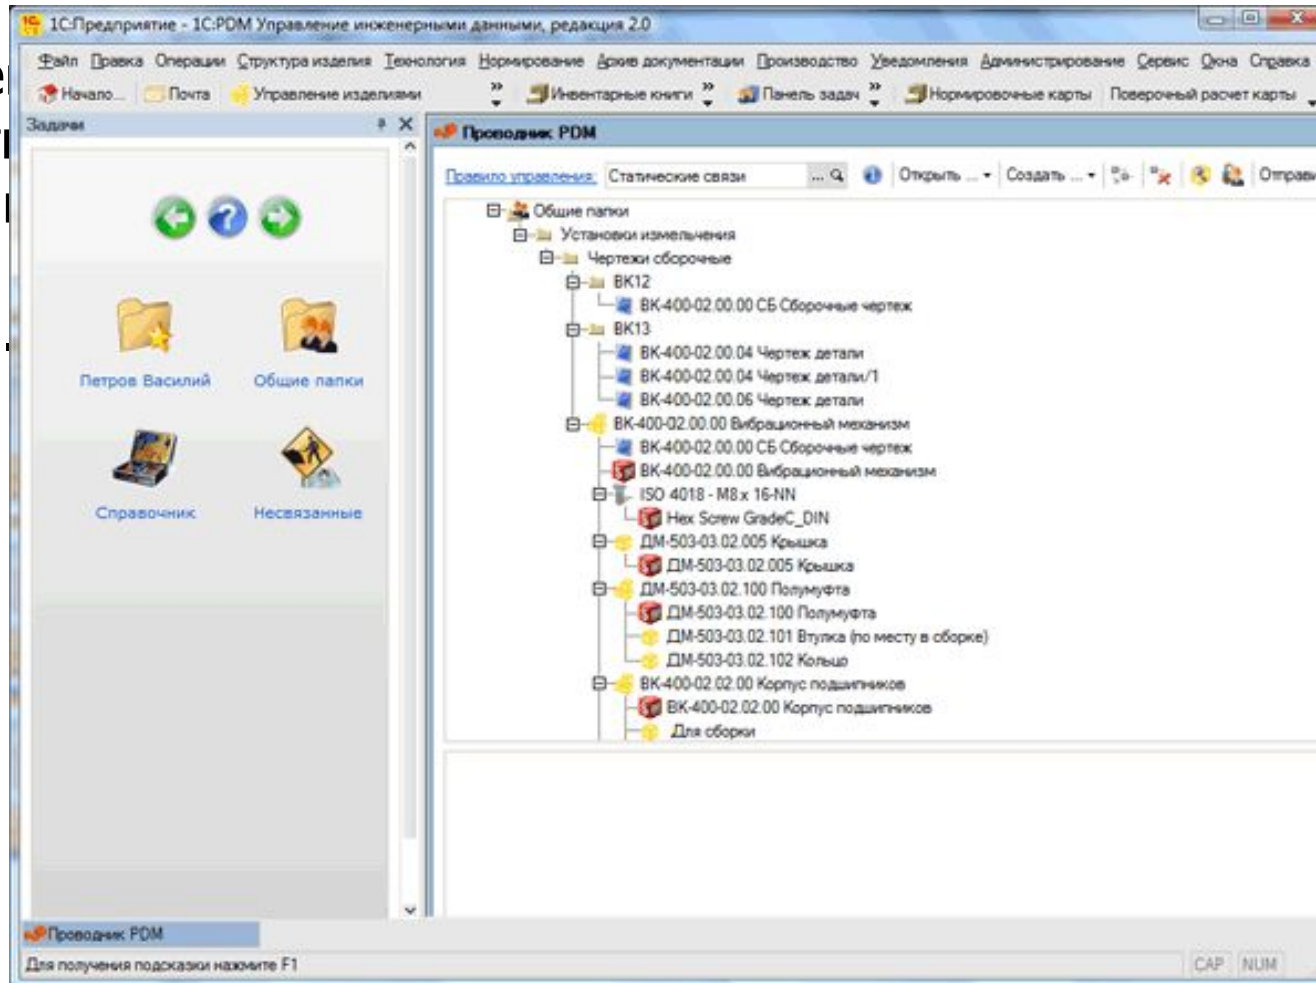 1С:Предприятие - 1С:PDM Управление инженерными данными, редакция 2.0
Файл Правка Операции Структура изделия Технология Нормирование Архив документации Производство Уведомления Администрирование Сервис Окна Справка
Начало... Почта Управление изделиями Инвентарные книги Панель задач Нормировочные карты Поверочный расчет карты
Задачи
Проводник PDM
Правило управления: Статические связи ... Открыть ... Создать ... Отправи
Общие папки
Установки измельчения
Чертежи сборочные
ВК12
ВК-400-02.00.00 СБ Сборочные чертеж
ВК13
ВК-400-02.00.04 Чертеж детали
ВК-400-02.00.04 Чертеж детали/1
ВК-400-02.00.06 Чертеж детали
ВК-400-02.00.00 Вибрационный механизм
ВК-400-02.00.00 СБ Сборочные чертеж
ВК-400-02.00.00 Вибрационный механизм
ISO 4018 - M8 x 16-NN
Hex Screw GradeC_DIN
ДМ-503-03.02.005 Крышка
ДМ-503-03.02.005 Крышка
ДМ-503-03.02.100 Полумуфта
ДМ-503-03.02.100 Полумуфта
ДМ-503-03.02.101 Втулка (по месту в сборке)
ДМ-503-03.02.102 Кольцо
ВК-400-02.02.00 Корпус подшипников
ВК-400-02.02.00 Корпус подшипников
Для сборки
Петров Василий Общие папки
Справочник Несвязанные
Проводник PDM
Для получения подсказки нажмите F1
CAP NUM